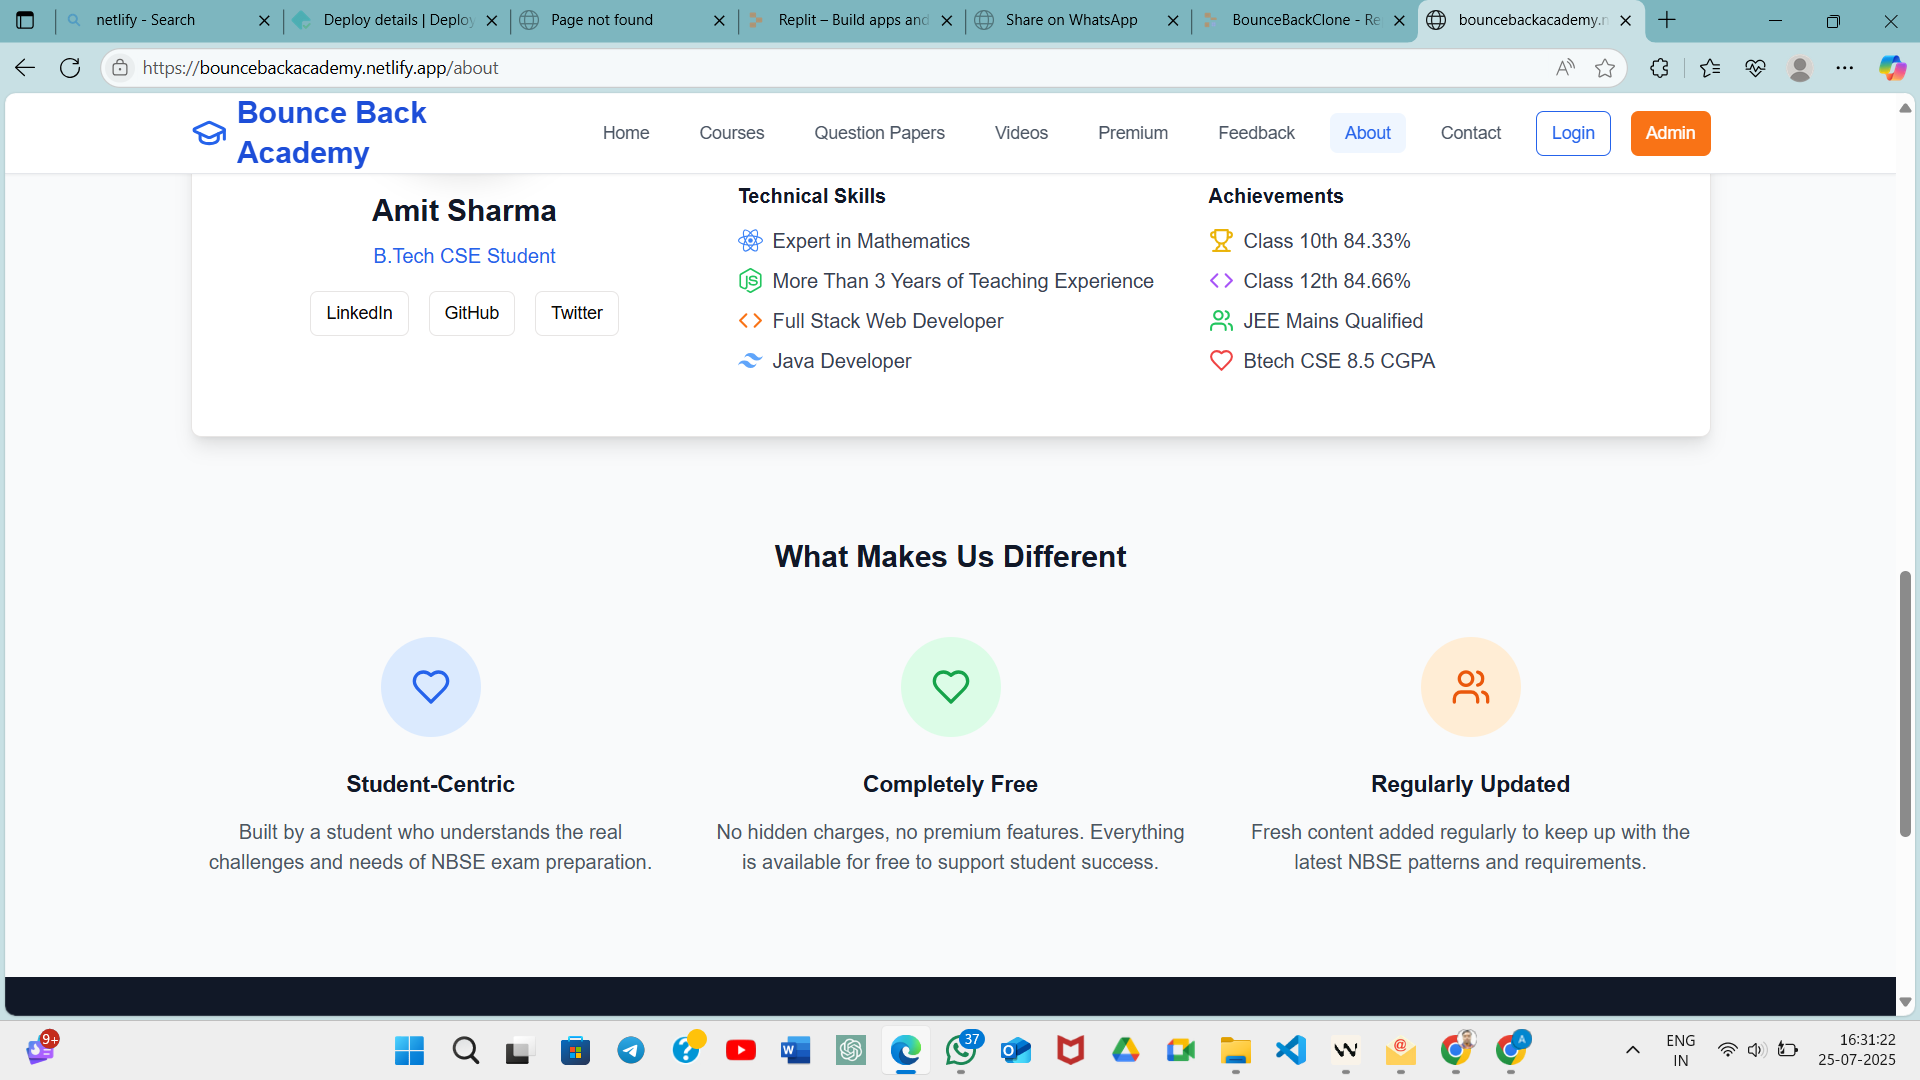 netlify - Search
Deploy details | Deploy
Page not found
Replit – Build apps and
Share on WhatsApp
BounceBackClone - Re
bouncebackacademy.n
https://bouncebackacademy.netlify.app/about
Bounce Back
Academy
Home
Courses
Question Papers
Videos
Premium
Feedback
About
Contact
Login
Admin
Amit Sharma
B.Tech CSE Student
LinkedIn
GitHub
Twitter
Technical Skills
Expert in Mathematics
More Than 3 Years of Teaching Experience
Full Stack Web Developer
Java Developer
Achievements
Class 10th 84.33%
Class 12th 84.66%
JEE Mains Qualified
Btech CSE 8.5 CGPA
What Makes Us Different
Student-Centric
Built by a student who understands the real
challenges and needs of NBSE exam preparation.
Completely Free
No hidden charges, no premium features. Everything
is available for free to support student success.
Regularly Updated
Fresh content added regularly to keep up with the
latest NBSE patterns and requirements.
9+
37
A
ENG
IN
16:31:22
25-07-2025